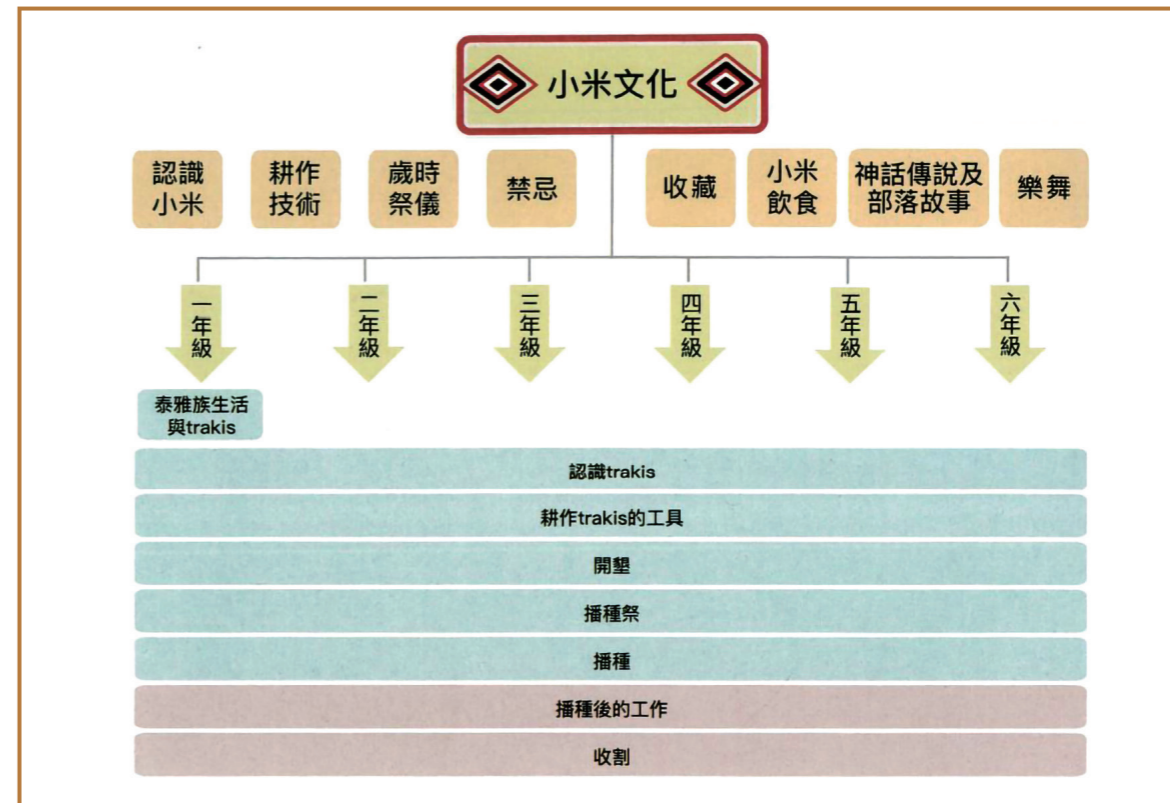 小米文化
認識
小米
耕作
技術
歲時
祭儀
禁忌
收藏
小米
飲食
神話傳說及
部落故事
樂舞
一年級
二年級
三年級
四年級
五年級
六年級
泰雅族生活
與trakis
認識trakis
耕作trakis的工具
開墾
播種祭
播種
播種後的工作
收割